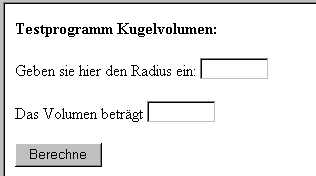 Testprogramm Kugelvolumen:
Geben sie hier den Radius ein:
Das Volumen beträgt
Berechne